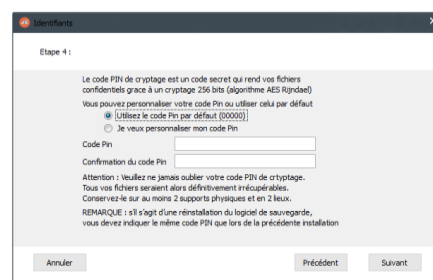 Identifiants
Etape 4 :
Le code PIN de cryptage est un code secret qui rend vos fichiers
confidentiels grace à un cryptage 256 bits (algorithme AES Rijndael)
Vous pouvez personnaliser votre code Pin ou utiliser celui par défaut
Utilisez le code Pin par défaut (00000)
Je veux personnaliser mon code Pin
Code Pin
Confirmation du code Pin
Attention : Veuillez ne jamais oublier votre code PIN de crtyptage.
Tous vos fichiers seraient alors définitivement irrécupérables.
Conservez-le sur au moins 2 supports physiques et en 2 lieux.
REMARQUE : s'il s'agit d'une réinstallation du logiciel de sauvegarde,
vous devez indiquer le même code PIN que lors de la précédente installation
Annuler
Précédent
Suivant